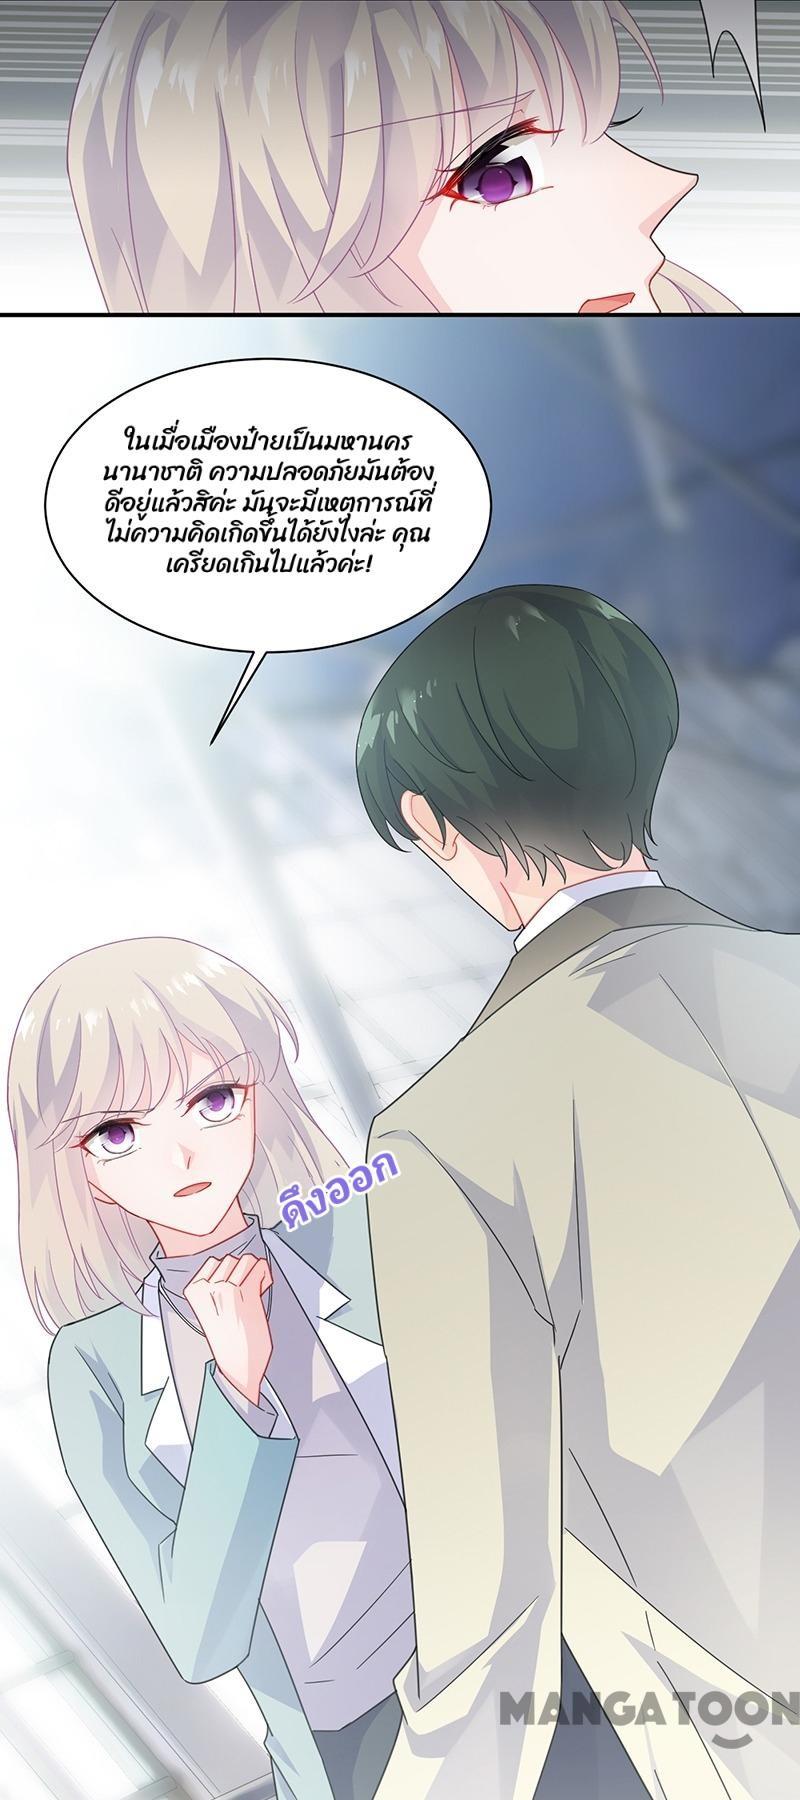 ในเมื่อเมืองป๋ายเป็นมหานคร
นานาชาติ ความปลอดภัยมันต้อง
ดีอยู่แล้วสิค่ะ มันจะมีเหตุการณ์ที่
ไม่ความคิดเกิดขึ้นได้ยังไงล่ะ คุณ
เครียดเกินไปแล้วค่ะ!
ดึงออก
MANGATOON